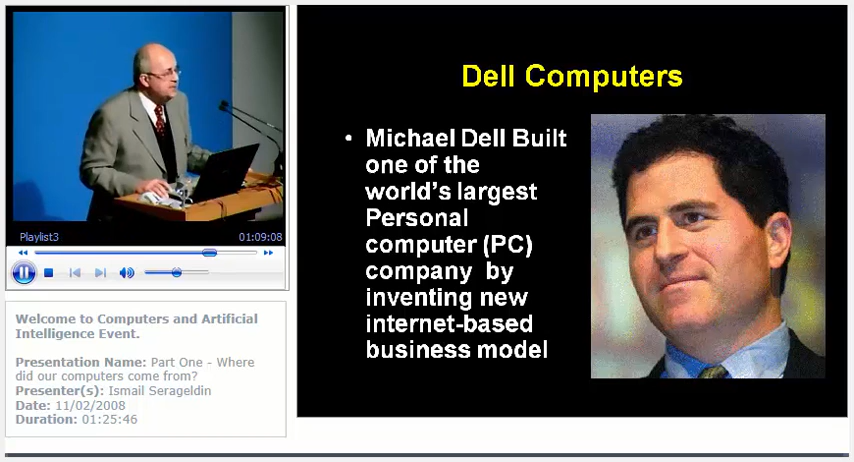 Playlist3 01:09:08
Welcome to Computers and Artificial
Intelligence Event.
Presentation Name: Part One - Where
did our computers come from?
Presenter(s): Ismail Serageldin
Date: 11/02/2008
Duration: 01:25:46
Dell Computers
• Michael Dell Built
one of the
world's largest
Personal
computer (PC)
company by
inventing new
internet-based
business model